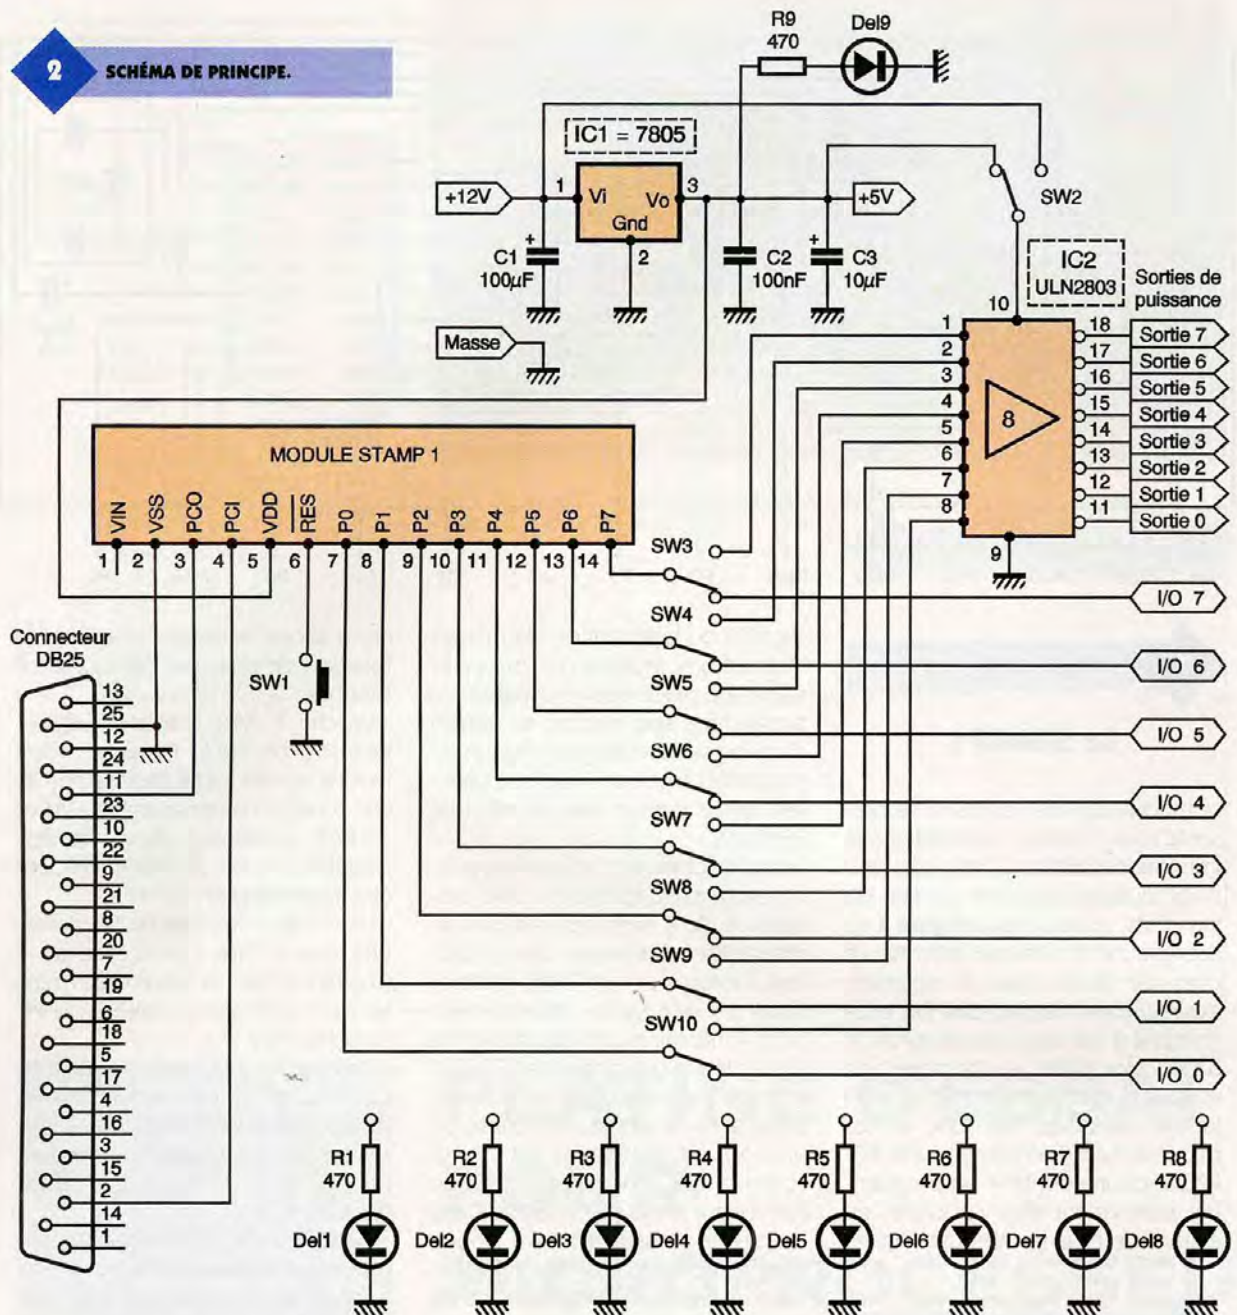 2
SCHÉMA DE PRINCIPE.
R9
470
Del9
IC1 = 7805
+12V
1
Vi
Vo
3
Gnd
2
+5V
SW2
C1
100µF
+
C2
100nF
+
C3
10µF
Masse
IC2
ULN2803
Sorties de
puissance
10
1
2
3
4
5
6
7
8
8
9
18 Sortie 7
17 Sortie 6
16 Sortie 5
15 Sortie 4
14 Sortie 3
13 Sortie 2
12 Sortie 1
11 Sortie 0
MODULE STAMP 1
VIN VSS PCO PCI VDD RES P0 P1 P2 P3 P4 P5 P6 P7
1 2 3 4 5 6 7 8 9 10 11 12 13 14
SW1
SW3
I/O 7
SW4
I/O 6
SW5
I/O 5
SW6
I/O 4
SW7
I/O 3
SW8
I/O 2
SW9
I/O 1
SW10
I/O 0
Connecteur
DB25
13
25
12
24
11
23
10
22
9
21
8
20
7
19
6
18
5
17
4
16
3
15
2
14
1
R1
470
R2
470
R3
470
R4
470
R5
470
R6
470
R7
470
R8
470
Del1
Del2
Del3
Del4
Del5
Del6
Del7
Del8